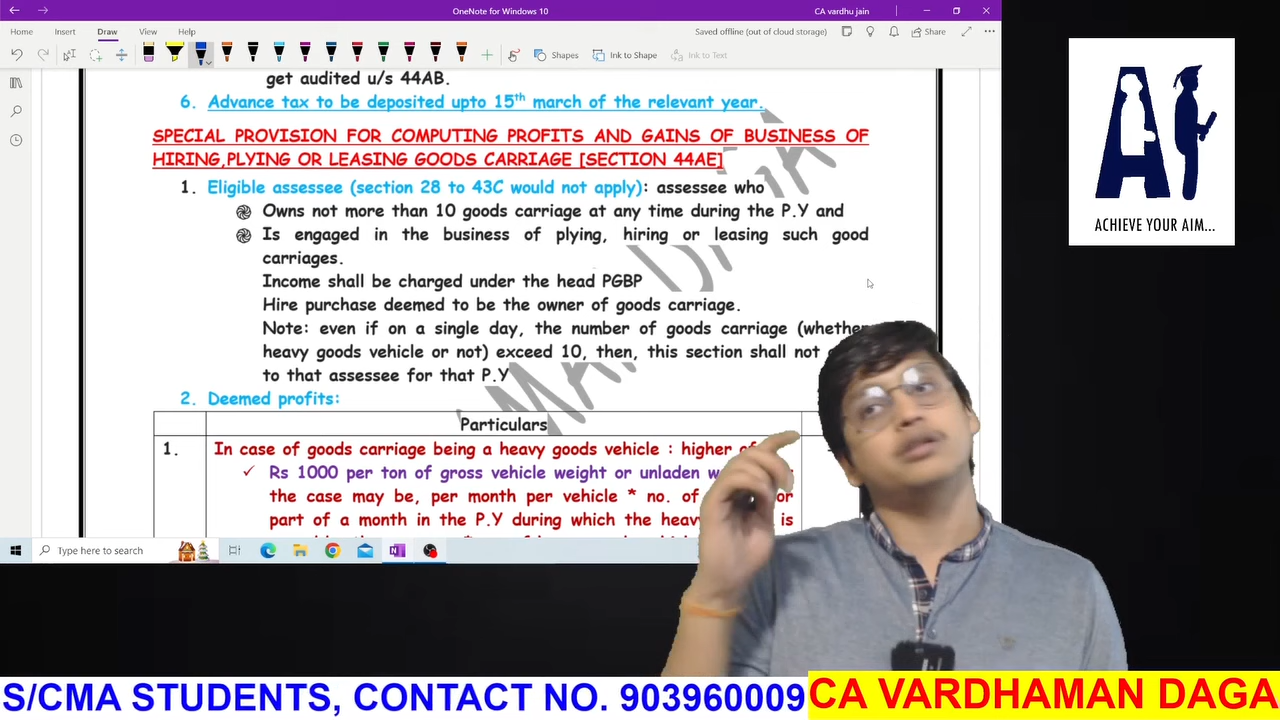 OneNote for Windows 10
CA vardhu jain
Home Insert Draw View Help
Saved offline (out of cloud storage)
Share
Shapes
Ink to Shape
Ink to Text
get audited u/s 44AB.
6. Advance tax to be deposited upto 15th march of the relevant year.
SPECIAL PROVISION FOR COMPUTING PROFITS AND GAINS OF BUSINESS OF
HIRING,PLYING OR LEASING GOODS CARRIAGE [SECTION 44AE]
1. Eligible assessee (section 28 to 43C would not apply): assessee who
Owns not more than 10 goods carriage at any time during the P.Y and
Is engaged in the business of plying, hiring or leasing such good
carriages.
Income shall be charged under the head PGBP
Hire purchase deemed to be the owner of goods carriage.
Note: even if on a single day, the number of goods carriage (whether
heavy goods vehicle or not) exceed 10, then, this section shall not
to that assessee for that P.Y
2. Deemed profits:
Particulars
1. In case of goods carriage being a heavy goods vehicle : higher of
✓ Rs 1000 per ton of gross vehicle weight or unladen
the case may be, per month per vehicle * no. of
part of a month in the P.Y during which the heavy is
Type here to search
ACHIEVE YOUR AIM...
S/CMA STUDENTS, CONTACT NO. 903960009
CA VARDHAMAN DAGA